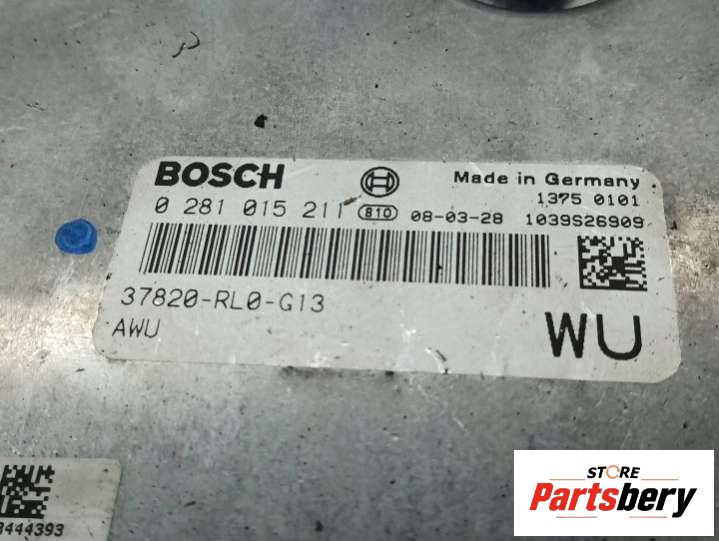 BOSCH
Made in Germany
1375 0101
0 281 015 211 810 08-03-28 1039S26909
37820-RL0-G13
AWU
WU
444393
STORE
Partsbery